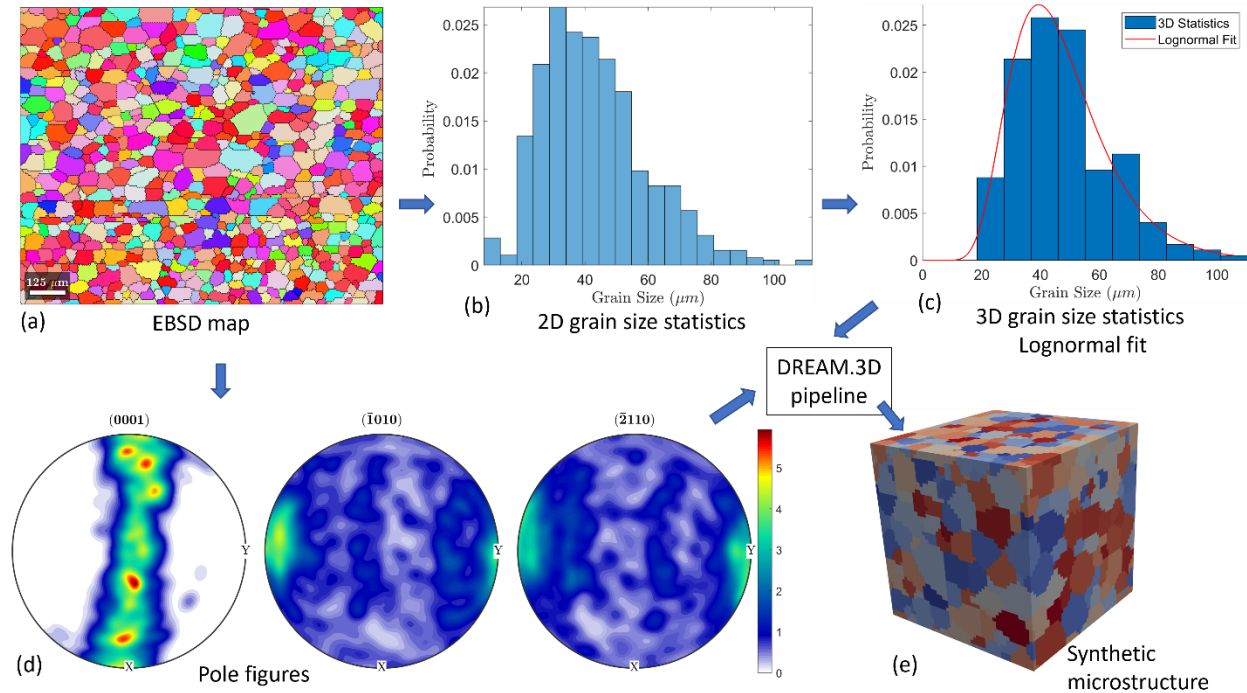 125 μm
(a)
EBSD map
0.025
0.02
0.015
0.01
0.005
0
Probability
20
40
60
80
100
Grain Size (μm)
(b)
2D grain size statistics
3D Statistics
Lognormal Fit
0.025
0.02
0.015
0.01
0.005
0
Probability
0
20
40
60
80
100
Grain Size (μm)
(c)
3D grain size statistics
Lognormal fit
DREAM.3D
pipeline
(0001)
Y
X
(1̄010)
Y
X
(2̄110)
Y
X
5
4
3
2
1
0
(d)
Pole figures
(e)
Synthetic
microstructure